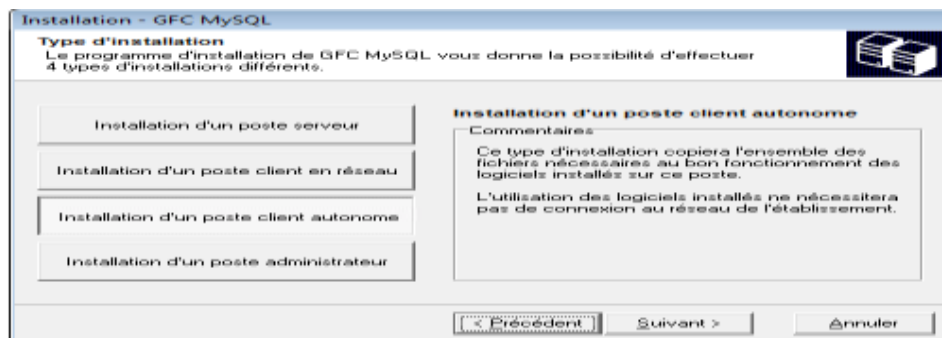 Installation - GFC MySQL
Type d'installation
Le programme d'installation de GFC MySQL vous donne la possibilité d'effectuer
4 types d'installations différents.
Installation d'un poste serveur
Installation d'un poste client en réseau
Installation d'un poste client autonome
Installation d'un poste administrateur
Installation d'un poste client autonome
Commentaires
Ce type d'installation copiera l'ensemble des
fichiers nécessaires au bon fonctionnement des
logiciels installés sur ce poste.
L'utilisation des logiciels installés ne nécessitera
pas de connexion au réseau de l'établissement.
< Précédent
Suivant >
Annuler